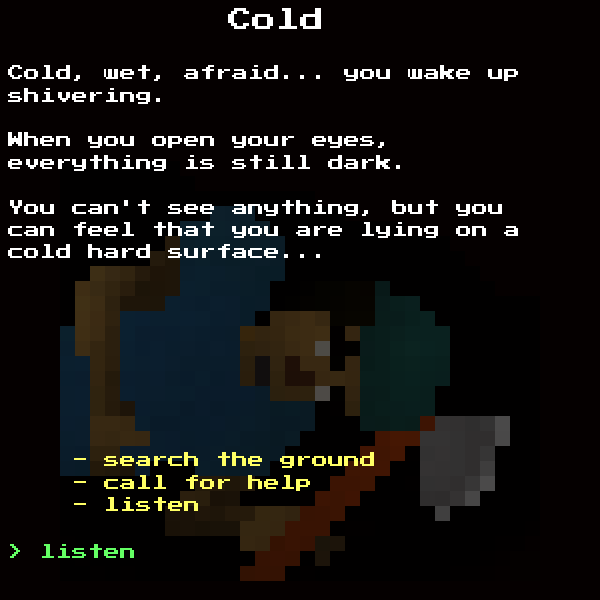 Cold
Cold, wet, afraid... you wake up
shivering.
When you open your eyes,
everything is still dark.
You can't see anything, but you
can feel that you are lying on a
cold hard surface...
- search the ground
- call for help
- listen
> listen